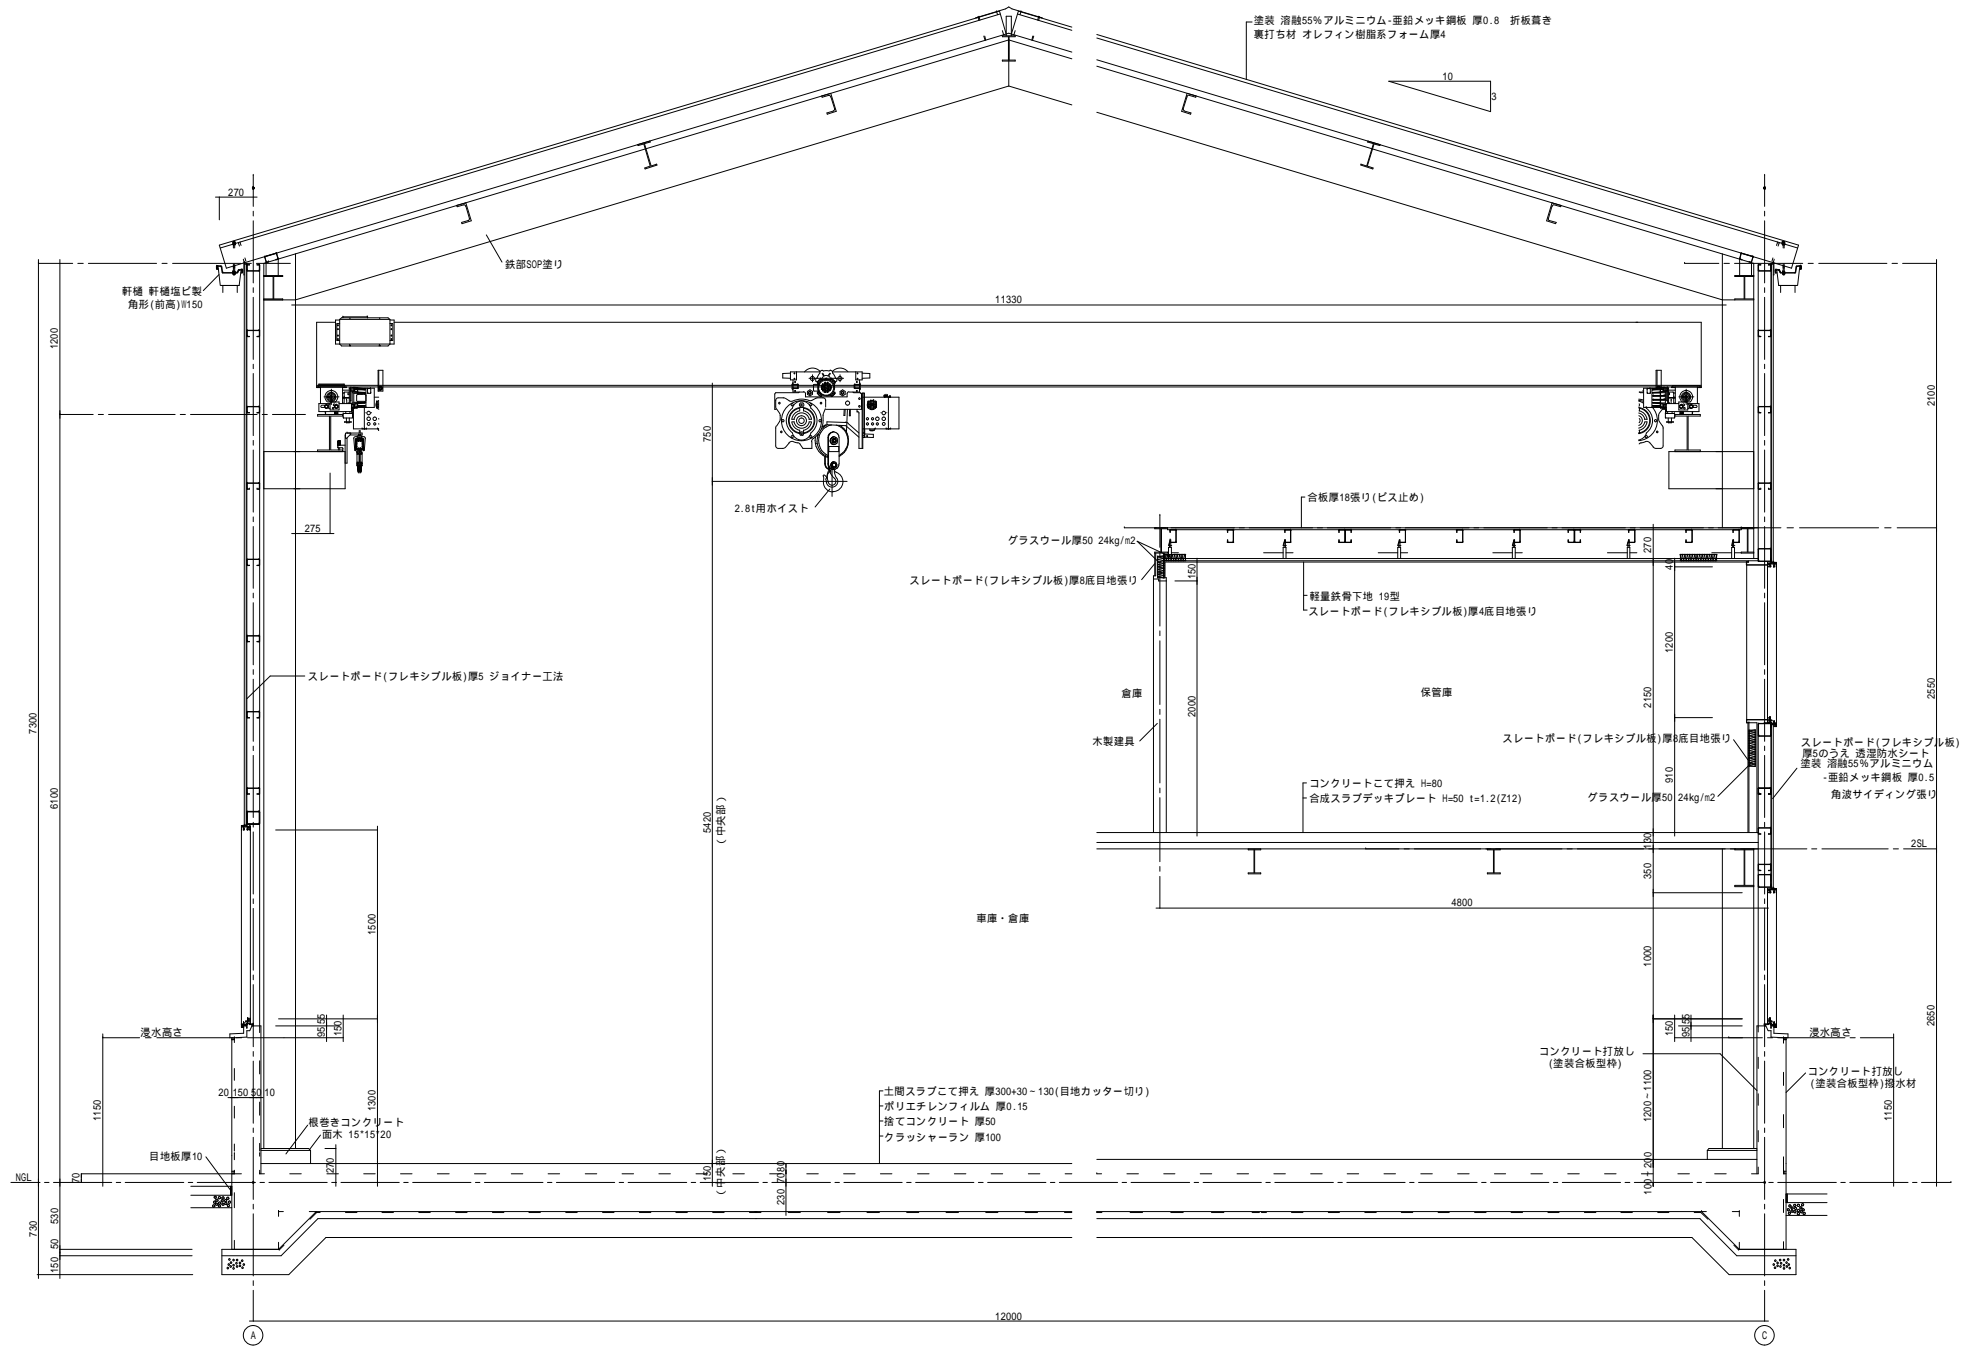 塗装 溶融55%アルミニウム-亜鉛メッキ鋼板 厚0.8 折板葺き
裏打ち材 オレフィン樹脂系フォーム厚4
10
3
270
鉄部SOP塗り
軒樋 軒樋塩ビ製
角形(前高)W150
11330
1200
2100
750
2.8t用ホイスト
275
合板厚18張り(ビス止め)
グラスウール厚50 24kg/m2
スレートボード(フレキシブル板)厚8底目地張り
270
150
40
軽量鉄骨下地 19型
スレートボード(フレキシブル板)厚4底目地張り
1200
スレートボード(フレキシブル板)厚5 ジョイナー工法
倉庫
保管庫
2000
2150
2550
7300
木製建具
スレートボード(フレキシブル板)厚8底目地張り
スレートボード(フレキシブル板)
厚5のうえ 透湿防水シート
塗装 溶融55%アルミニウム
-亜鉛メッキ鋼板 厚0.5
角波サイディング張り
910
コンクリートこて押え H=80
合成スラブデッキプレート H=50 t=1.2(Z12)
グラスウール厚50 24kg/m2
6100
5420
(中央部)
130
2SL
350
4800
1500
車庫・倉庫
1000
2650
浸水高さ
95
55
150
150
95
55
浸水高さ
コンクリート打放し
(塗装合板型枠)
コンクリート打放し
(塗装合板型枠)撥水材
1150
20 150 50 10
1300
土間スラブこて押え 厚300+30~130(目地カッター切り)
ポリエチレンフィルム 厚0.15
捨てコンクリート 厚50
クラッシャーラン 厚100
1200~1100
1150
根巻きコンクリート
面木 15*15*20
目地板厚10
270
150
(中央部)
70
80
230
100~200
NGL
70
730
530
50
150
12000
A
C